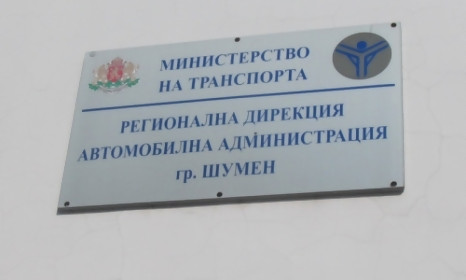 МИНИСТЕРСТВО
НА ТРАНСПОРТА
РЕГИОНАЛНА ДИРЕКЦИЯ
АВТОМОБИЛНА АДМИНИСТРАЦИЯ
гр. ШУМЕН